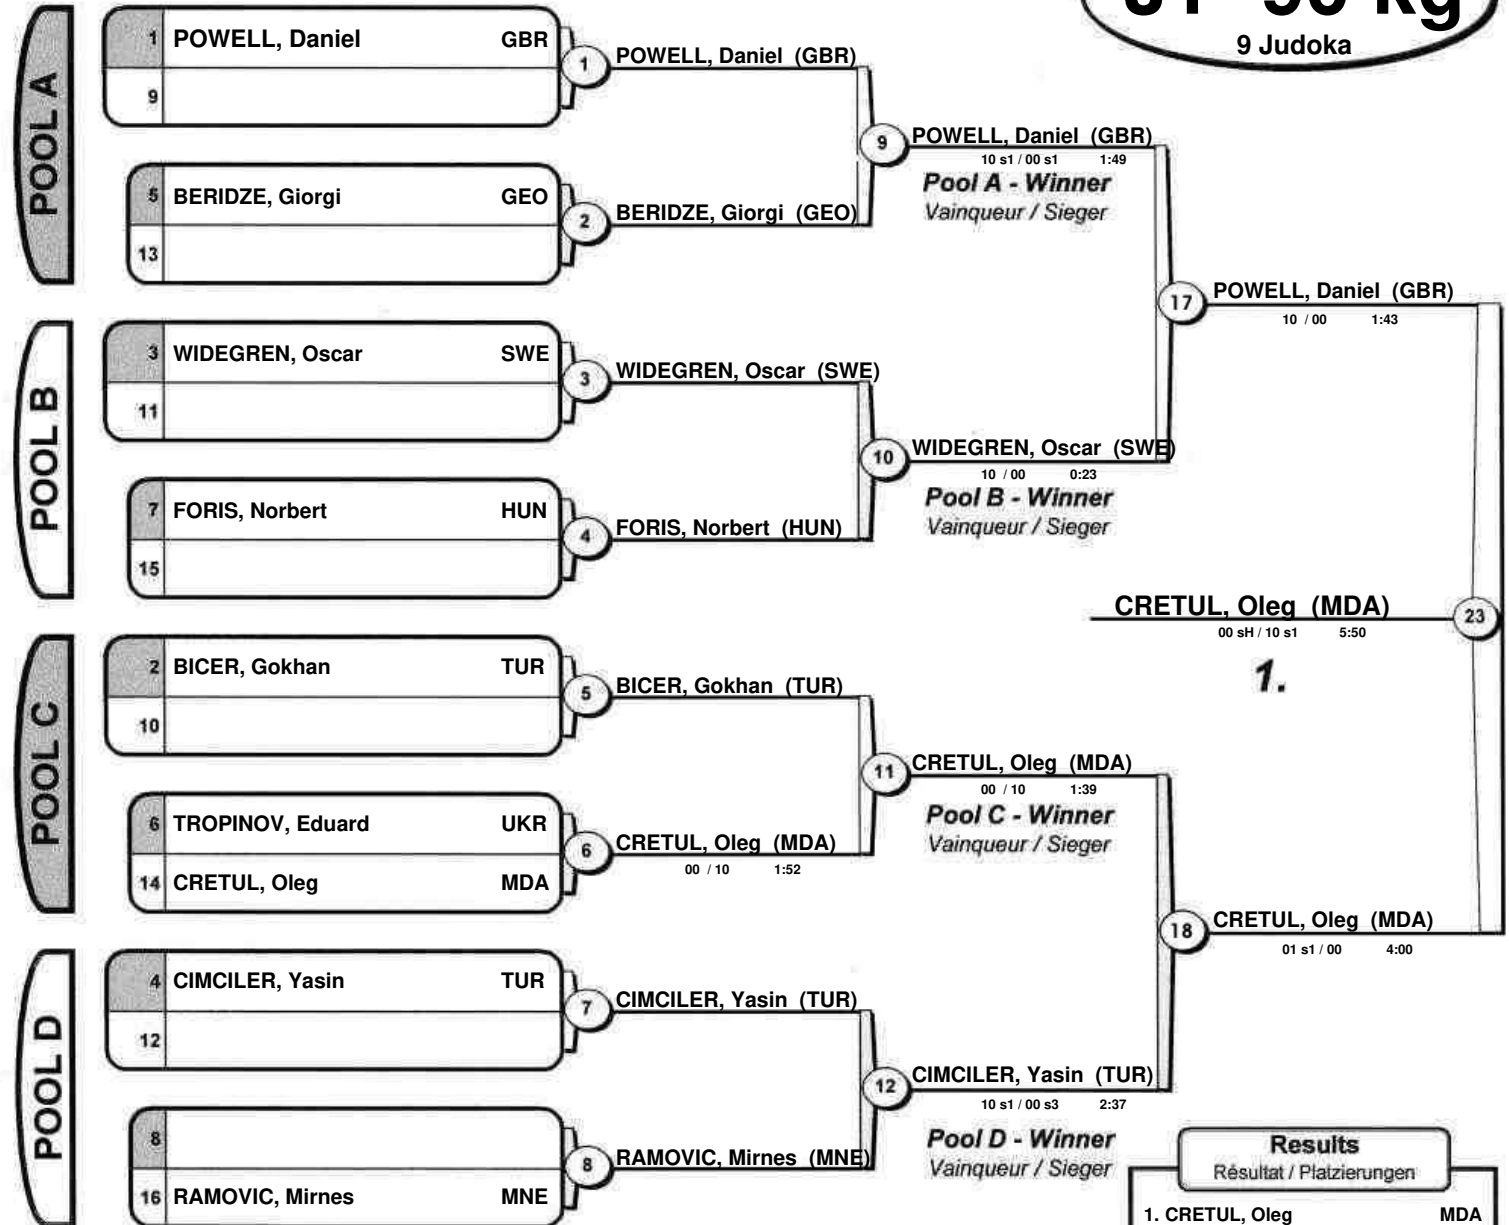 81 -90 kg
9 Judoka
POOL A
1 POWELL, Daniel GBR
9
1
POWELL, Daniel (GBR)
5 BERIDZE, Giorgi GEO
13
2
BERIDZE, Giorgi (GEO)
9
POWELL, Daniel (GBR)
10 s1 / 00 s1 1:49
Pool A - Winner
Vainqueur / Sieger
POOL B
3 WIDEGREN, Oscar SWE
11
3
WIDEGREN, Oscar (SWE)
7 FORIS, Norbert HUN
15
4
FORIS, Norbert (HUN)
10
WIDEGREN, Oscar (SWE)
10 / 00 0:23
Pool B - Winner
Vainqueur / Sieger
17
POWELL, Daniel (GBR)
10 / 00 1:43
CRETUL, Oleg (MDA)
00 sH / 10 s1 5:50
23
1.
POOL C
2 BICER, Gokhan TUR
10
5
BICER, Gokhan (TUR)
6 TROPINOV, Eduard UKR
14 CRETUL, Oleg MDA
6
CRETUL, Oleg (MDA)
00 / 10 1:52
11
CRETUL, Oleg (MDA)
00 / 10 1:39
Pool C - Winner
Vainqueur / Sieger
POOL D
4 CIMCILER, Yasin TUR
12
7
CIMCILER, Yasin (TUR)
8
16 RAMOVIC, Mirnes MNE
8
RAMOVIC, Mirnes (MNE)
12
CIMCILER, Yasin (TUR)
10 s1 / 00 s3 2:37
Pool D - Winner
Vainqueur / Sieger
18
CRETUL, Oleg (MDA)
01 s1 / 00 4:00
Results
Résultat / Platzierungen
1. CRETUL, Oleg MDA